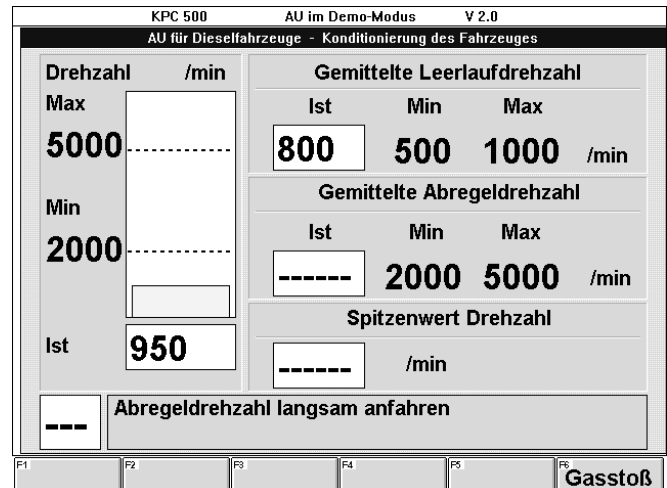 KPC 500 AU im Demo-Modus V 2.0
AU für Dieselfahrzeuge - Konditionierung des Fahrzeuges
Drehzahl /min
Max
5000
Min
2000
Ist 950
Gemittelte Leerlaufdrehzahl
Ist Min Max
800 500 1000 /min
Gemittelte Abregeldrehzahl
Ist Min Max
------ 2000 5000 /min
Spitzenwert Drehzahl
------ /min
--- Abregeldrehzahl langsam anfahren
F1 F2 F3 F4 F5 F6 Gasstoß